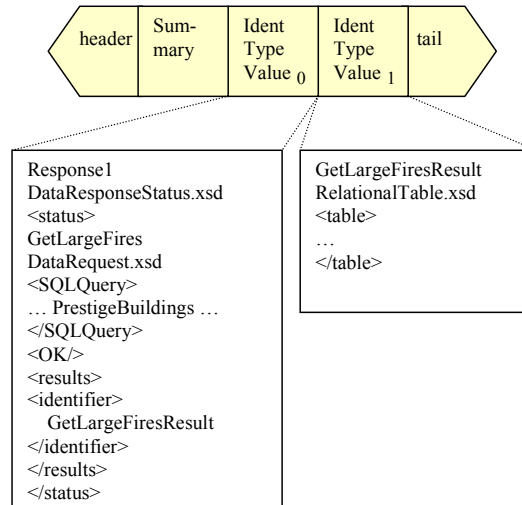 header
Sum-
mary
Ident
Type
Value 0
Ident
Type
Value 1
tail
Response1
DataResponseStatus.xsd
<status>
GetLargeFires
DataRequest.xsd
<SQLQuery>
… PrestigeBuildings …
</SQLQuery>
<OK/>
<results>
<identifier>
GetLargeFiresResult
</identifier>
</results>
</status>
GetLargeFiresResult
RelationalTable.xsd
<table>
…
</table>